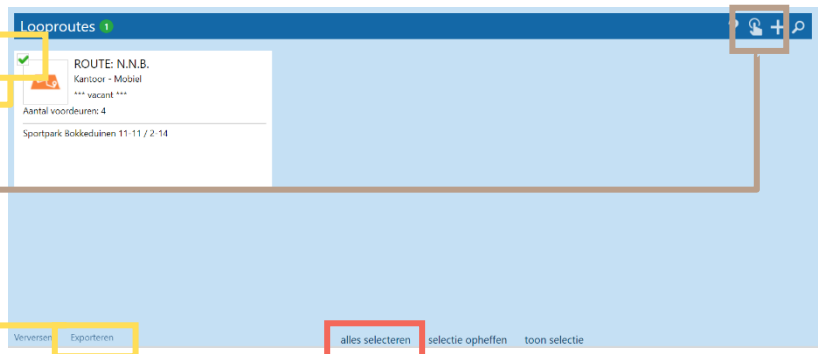 Looproutes 1
ROUTE: N.N.B.
Kantoor - Mobiel
*** vacant ***
Aantal voordeuren: 4
Sportpark Bokkeduinen 11-11 / 2-14
Verversen Exporteren alles selecteren selectie opheffen toon selectie